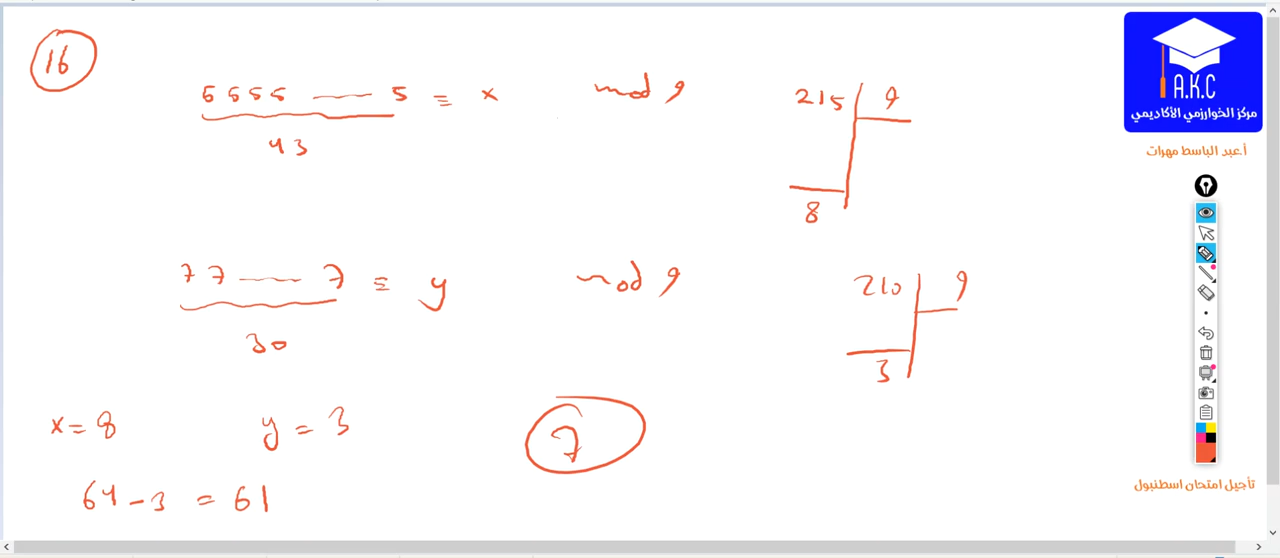 16
5555 — 5 ≡ x mod 9
43
215 9
8
77 — 7 ≡ y mod 9
30
210 9
3
x = 8 y = 3
7
64 - 3 = 61
A.K.C
مركز الخوارزمي الأكاديمي
أ.عبد الباسط مهرات
تأجيل امتحان اسطنبول